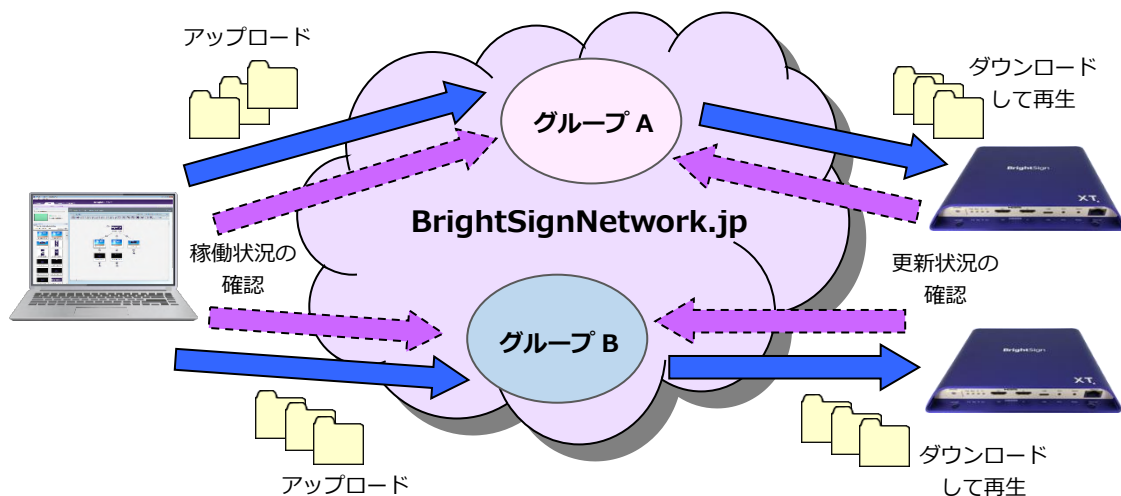 アップロード
ダウンロード
して再生
グループ A
BrightSign
XT.
BrightSignNetwork.jp
稼働状況の
確認
更新状況の
確認
グループ B
BrightSign
XT.
アップロード
ダウンロード
して再生